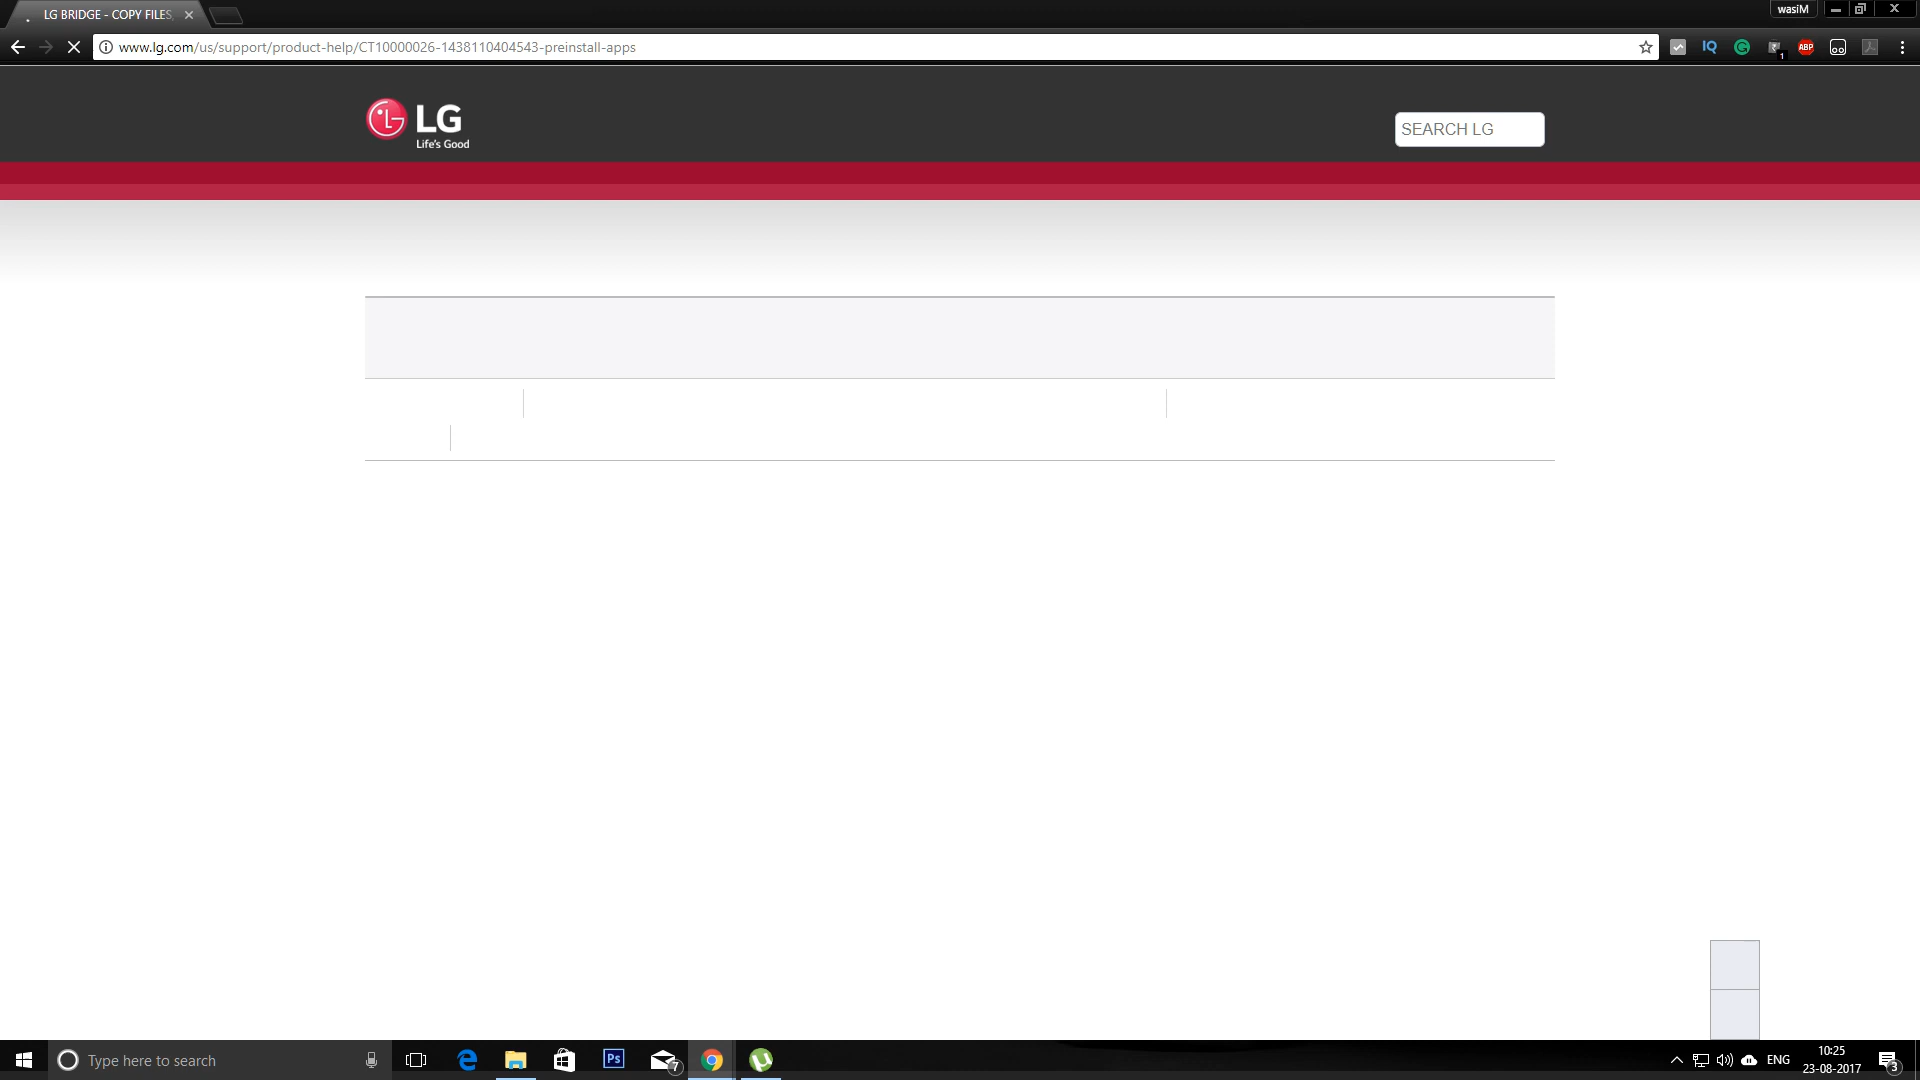 LG BRIDGE - COPY FILES,
wasiM
www.lg.com/us/support/product-help/CT10000026-1438110404543-preinstall-apps
IQ
1
ABP
LG
Life's Good
SEARCH LG
Type here to search
Ps
7
ENG
10:25
23-08-2017
3